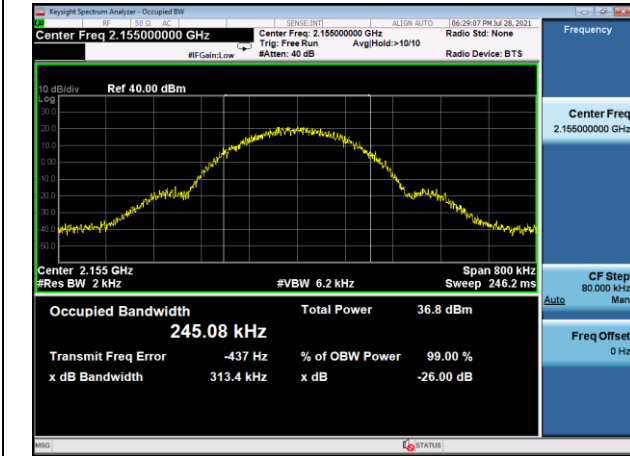 Keysight Spectrum Analyzer - Occupied BW
RF 50 Ω AC SENSE:INT ALIGN AUTO 06:29:07 PM Jul 28, 2021
Center Freq 2.155000000 GHz
Center Freq: 2.155000000 GHz Radio Std: None
Trig: Free Run Avg|Hold:>10/10
#IFGain:Low #Atten: 40 dB Radio Device: BTS
Frequency
10 dB/div Ref 40.00 dBm
Log
30.0
20.0
10.0
0.00
-10.0
-20.0
-30.0
-40.0
-50.0
Center 2.155 GHz Span 800 kHz
#Res BW 2 kHz #VBW 6.2 kHz Sweep 246.2 ms
Occupied Bandwidth Total Power 36.8 dBm
245.08 kHz
Transmit Freq Error -437 Hz % of OBW Power 99.00 %
x dB Bandwidth 313.4 kHz x dB -26.00 dB
Center Freq
2.155000000 GHz
CF Step
80.000 kHz
Auto Man
Freq Offset
0 Hz
MSG STATUS